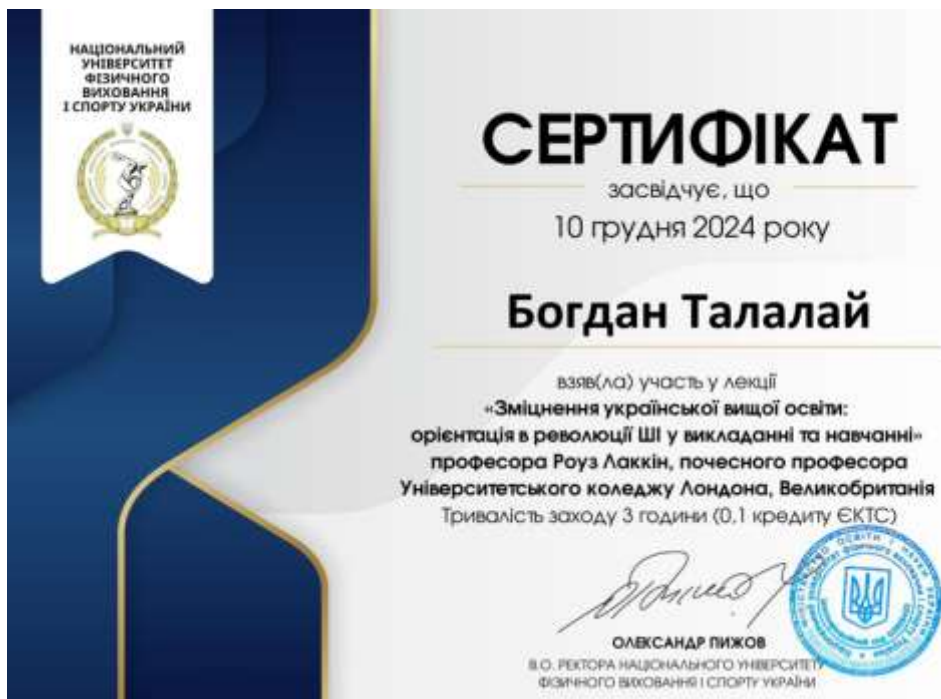 НАЦІОНАЛЬНИЙ
УНІВЕРСИТЕТ
ФІЗИЧНОГО
ВИХОВАННЯ
І СПОРТУ УКРАЇНИ
СЕРТИФІКАТ
засвідчує, що
10 грудня 2024 року
Богдан Талалай
взяв(ла) участь у лекції
«Зміцнення української вищої освіти:
орієнтація в революції ШІ у викладанні та навчанні»
професора Роуз Лаккін, почесного професора
Університетського коледжу Лондона, Великобританія
Тривалість заходу 3 години (0,1 кредиту ЄКТС)
ОЛЕКСАНДР ПИЖОВ
В.О. РЕКТОРА НАЦІОНАЛЬНОГО УНІВЕРСИТЕТУ
ФІЗИЧНОГО ВИХОВАННЯ І СПОРТУ УКРАЇНИ